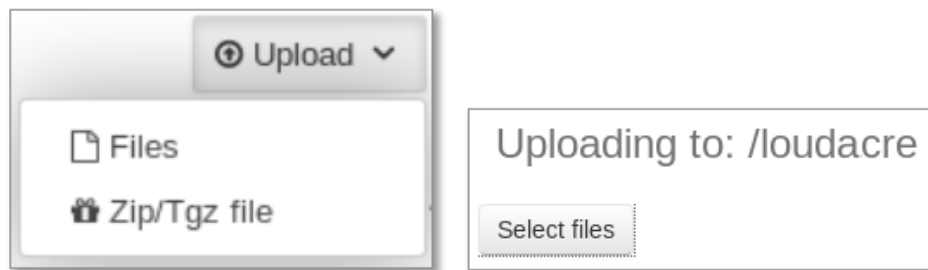 Upload
Files
Zip/Tgz file
Uploading to: /loudacre
Select files